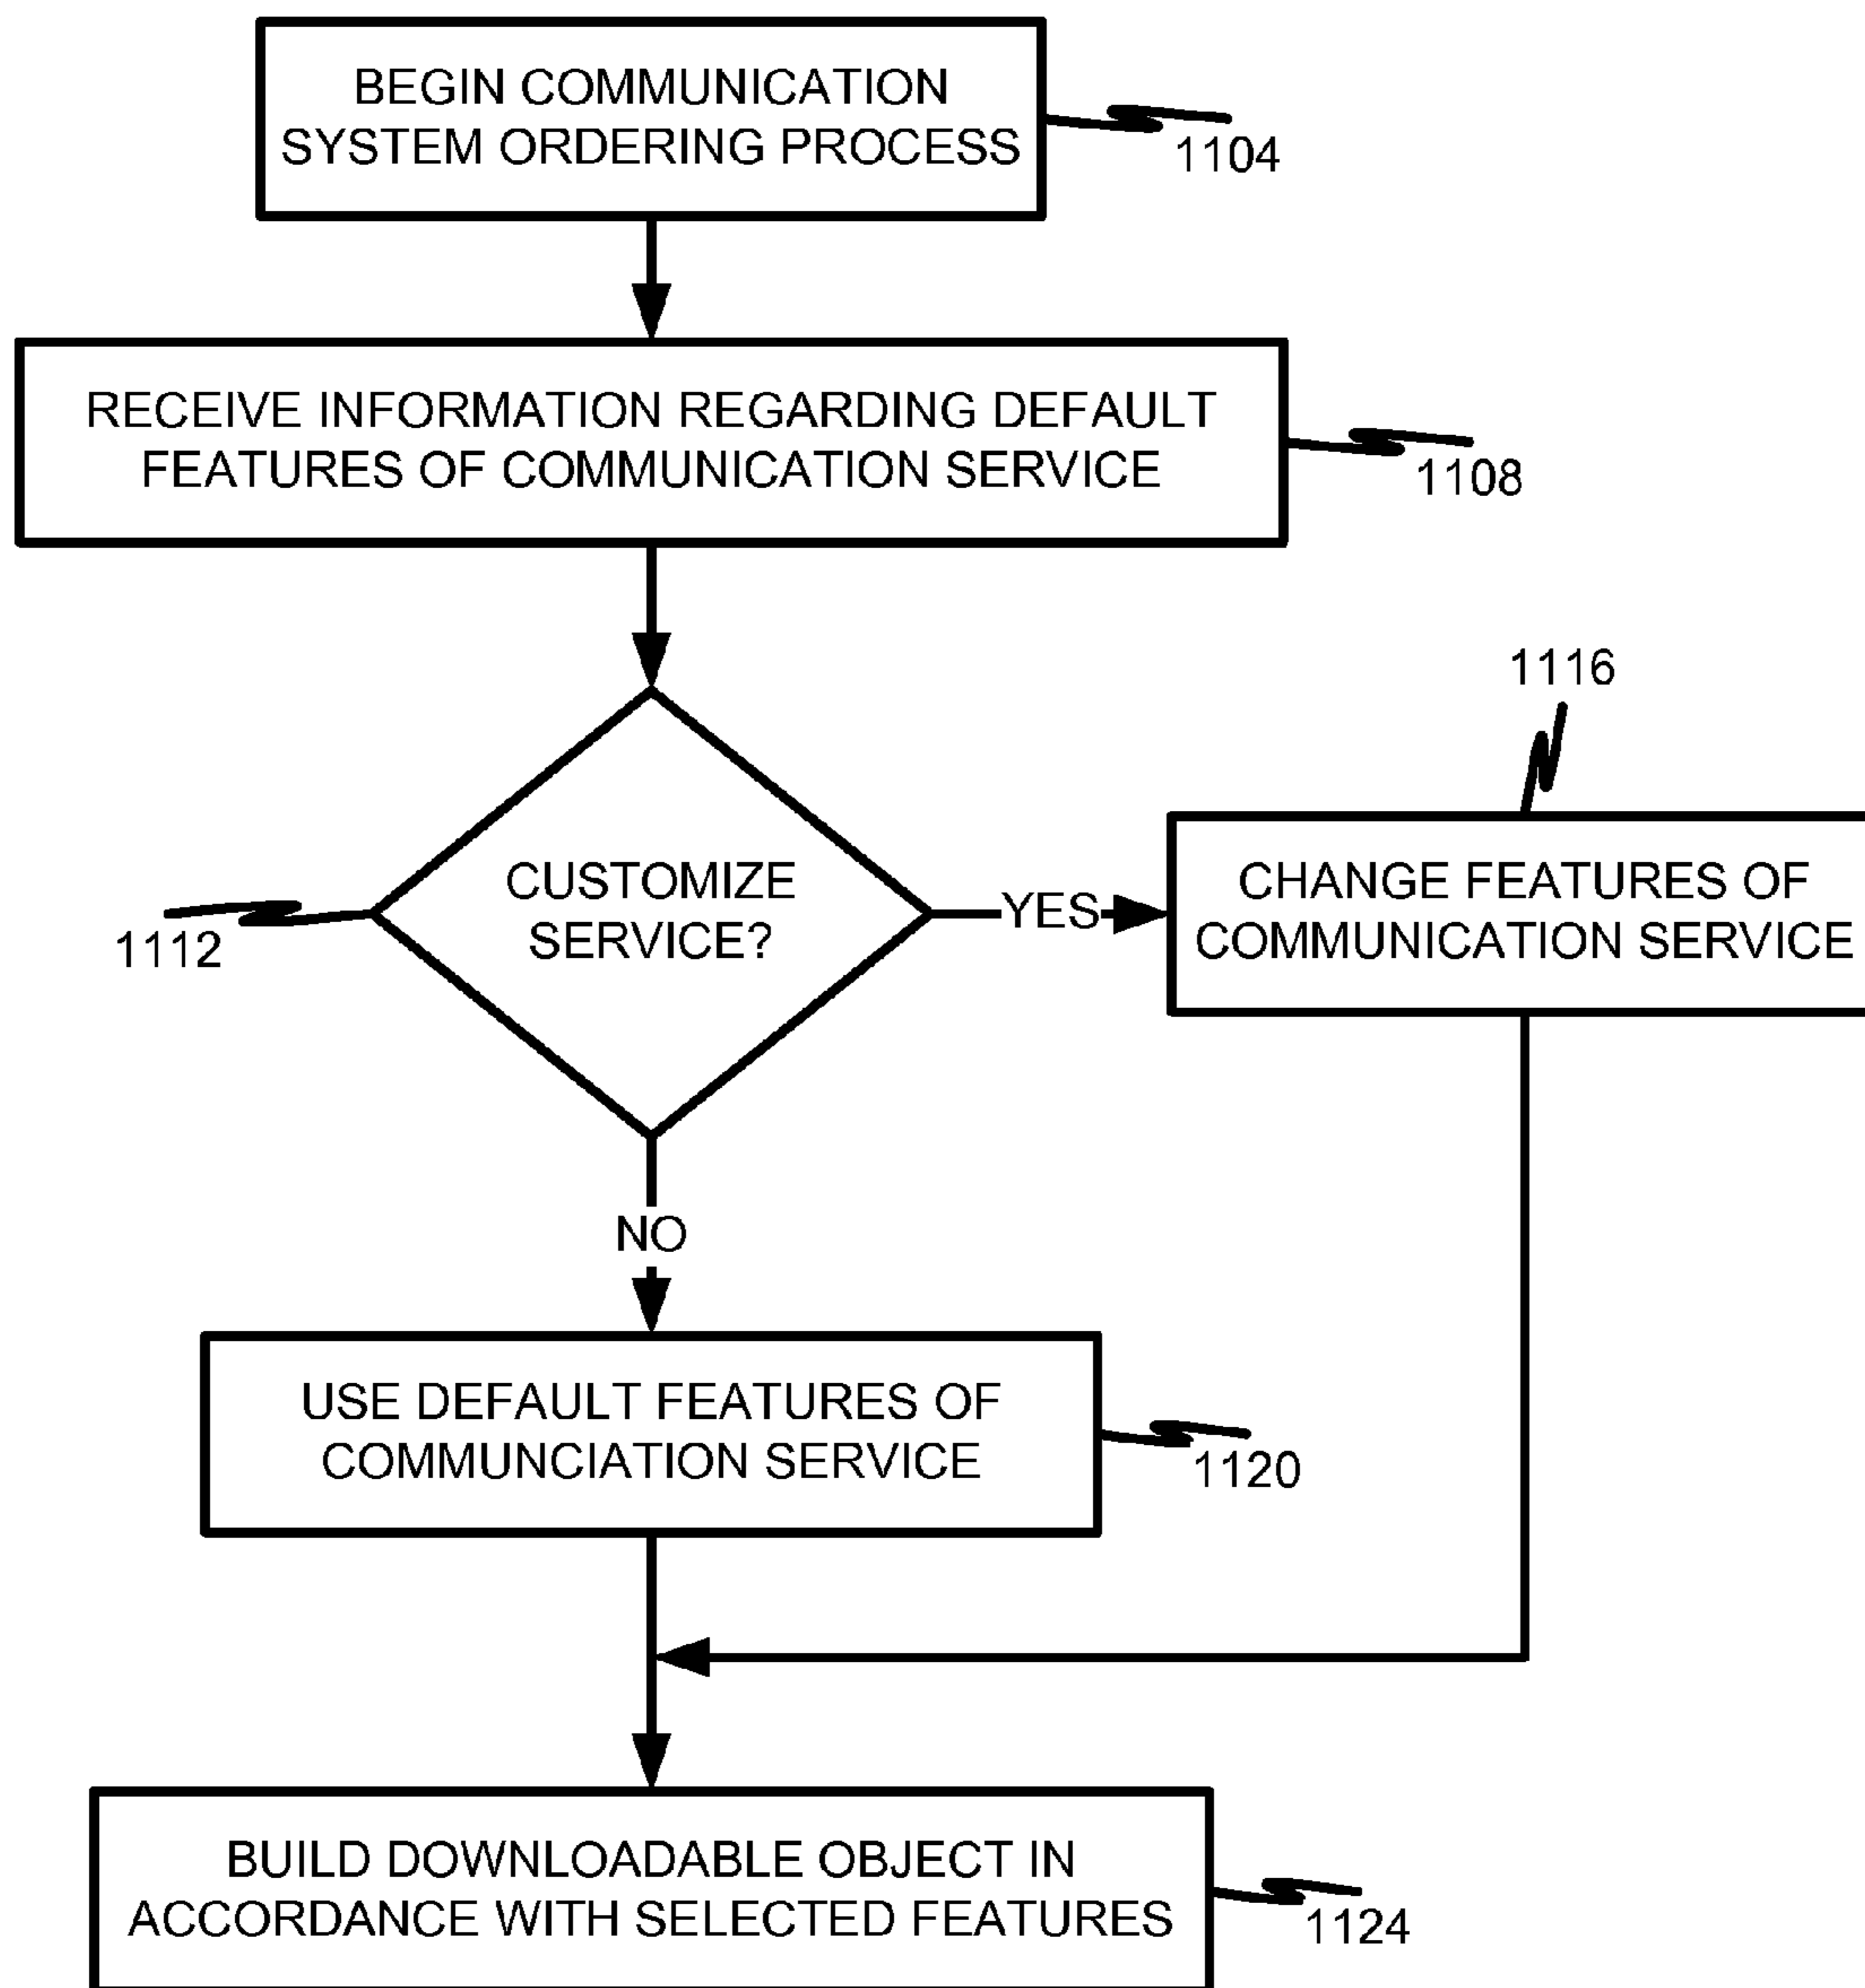 BEGIN COMMUNICATION
SYSTEM ORDERING PROCESS
1104
RECEIVE INFORMATION REGARDING DEFAULT
FEATURES OF COMMUNICATION SERVICE
1108
1116
CUSTOMIZE
SERVICE?
1112
YES
CHANGE FEATURES OF
COMMUNICATION SERVICE
NO
USE DEFAULT FEATURES OF
COMMUNCIATION SERVICE
1120
BUILD DOWNLOADABLE OBJECT IN
ACCORDANCE WITH SELECTED FEATURES
1124